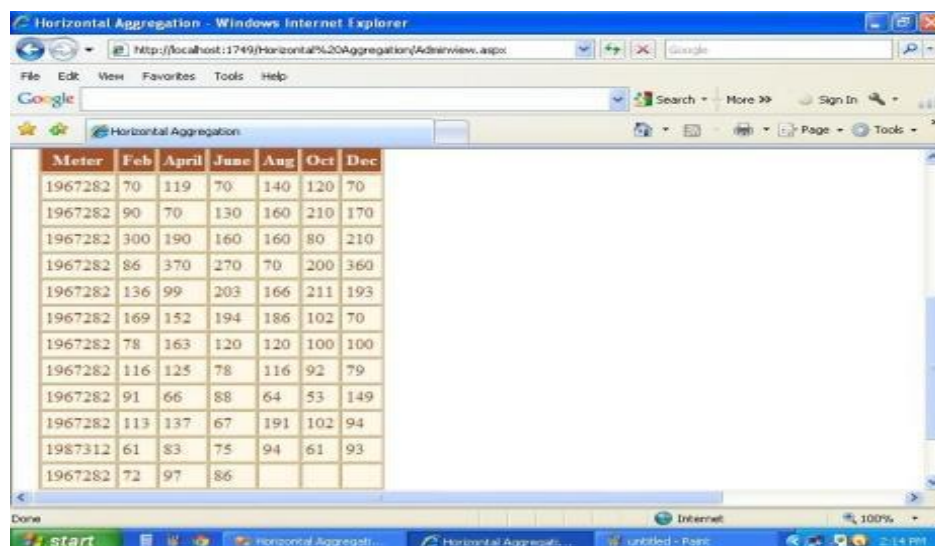 Horizontal Aggregation - Windows Internet Explorer
http://localhost:1749/Horizontal%20Aggregation/Adminview.aspx
Google
File Edit View Favorites Tools Help
Google Search More >> Sign In
Horizontal Aggregation Page Tools
Meter Feb April June Aug Oct Dec
1967282 70 119 70 140 120 70
1967282 90 70 130 160 210 170
1967282 300 190 160 160 80 210
1967282 86 370 270 70 200 360
1967282 136 99 203 166 211 193
1967282 169 152 194 186 102 70
1967282 78 163 120 120 100 100
1967282 116 125 78 116 92 79
1967282 91 66 88 64 53 149
1967282 113 137 67 191 102 94
1987312 61 83 75 94 61 93
1967282 72 97 86
Done Internet 100%
start Horizontal Aggregati... Horizontal Aggregati... untitled - Paint 2:14 PM